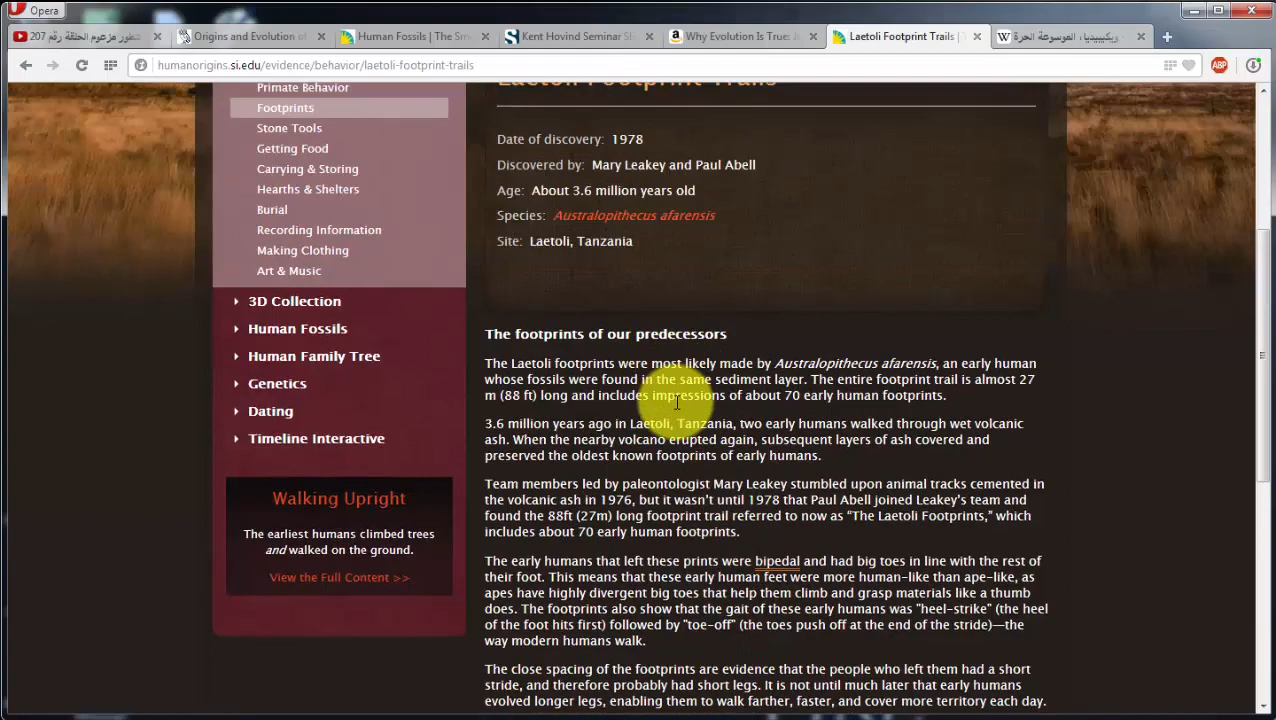 Opera
تطور مزعوم الحلقة رقم 207
Origins and Evolution of
Human Fossils | The Sm
Kent Hovind Seminar Sl
Why Evolution Is True: J
Laetoli Footprint Trails |
ويكيبيديا، الموسوعة الحرة
humanorigins.si.edu/evidence/behavior/laetoli-footprint-trails
ABP
Laetoli Footprint Trails
Primate Behavior
Footprints
Stone Tools
Getting Food
Carrying & Storing
Hearths & Shelters
Burial
Recording Information
Making Clothing
Art & Music
3D Collection
Human Fossils
Human Family Tree
Genetics
Dating
Timeline Interactive
Walking Upright
The earliest humans climbed trees
and walked on the ground.
View the Full Content >>
Date of discovery: 1978
Discovered by: Mary Leakey and Paul Abell
Age: About 3.6 million years old
Species: Australopithecus afarensis
Site: Laetoli, Tanzania
The footprints of our predecessors
The Laetoli footprints were most likely made by Australopithecus afarensis, an early human
whose fossils were found in the same sediment layer. The entire footprint trail is almost 27
m (88 ft) long and includes impressions of about 70 early human footprints.
3.6 million years ago in Laetoli, Tanzania, two early humans walked through wet volcanic
ash. When the nearby volcano erupted again, subsequent layers of ash covered and
preserved the oldest known footprints of early humans.
Team members led by paleontologist Mary Leakey stumbled upon animal tracks cemented in
the volcanic ash in 1976, but it wasn't until 1978 that Paul Abell joined Leakey's team and
found the 88ft (27m) long footprint trail referred to now as “The Laetoli Footprints,” which
includes about 70 early human footprints.
The early humans that left these prints were bipedal and had big toes in line with the rest of
their foot. This means that these early human feet were more human-like than ape-like, as
apes have highly divergent big toes that help them climb and grasp materials like a thumb
does. The footprints also show that the gait of these early humans was "heel-strike" (the heel
of the foot hits first) followed by "toe-off" (the toes push off at the end of the stride)—the
way modern humans walk.
The close spacing of the footprints are evidence that the people who left them had a short
stride, and therefore probably had short legs. It is not until much later that early humans
evolved longer legs, enabling them to walk farther, faster, and cover more territory each day.